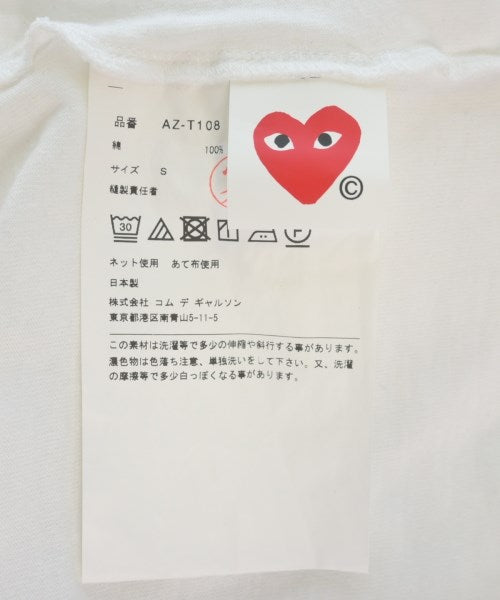 品番 AZ-T108
綿 100%
サイズ S
縫製責任者
30
P
ネット使用 あて布使用
日本製
株式会社 コム デ ギャルソン
東京都港区南青山5-11-5
この素材は洗濯等で多少の伸縮や斜行する事があります。
濃色物は色落ち注意、単独洗いをして下さい。又、洗濯
の摩擦等で多少白っぽくなる事があります。
©